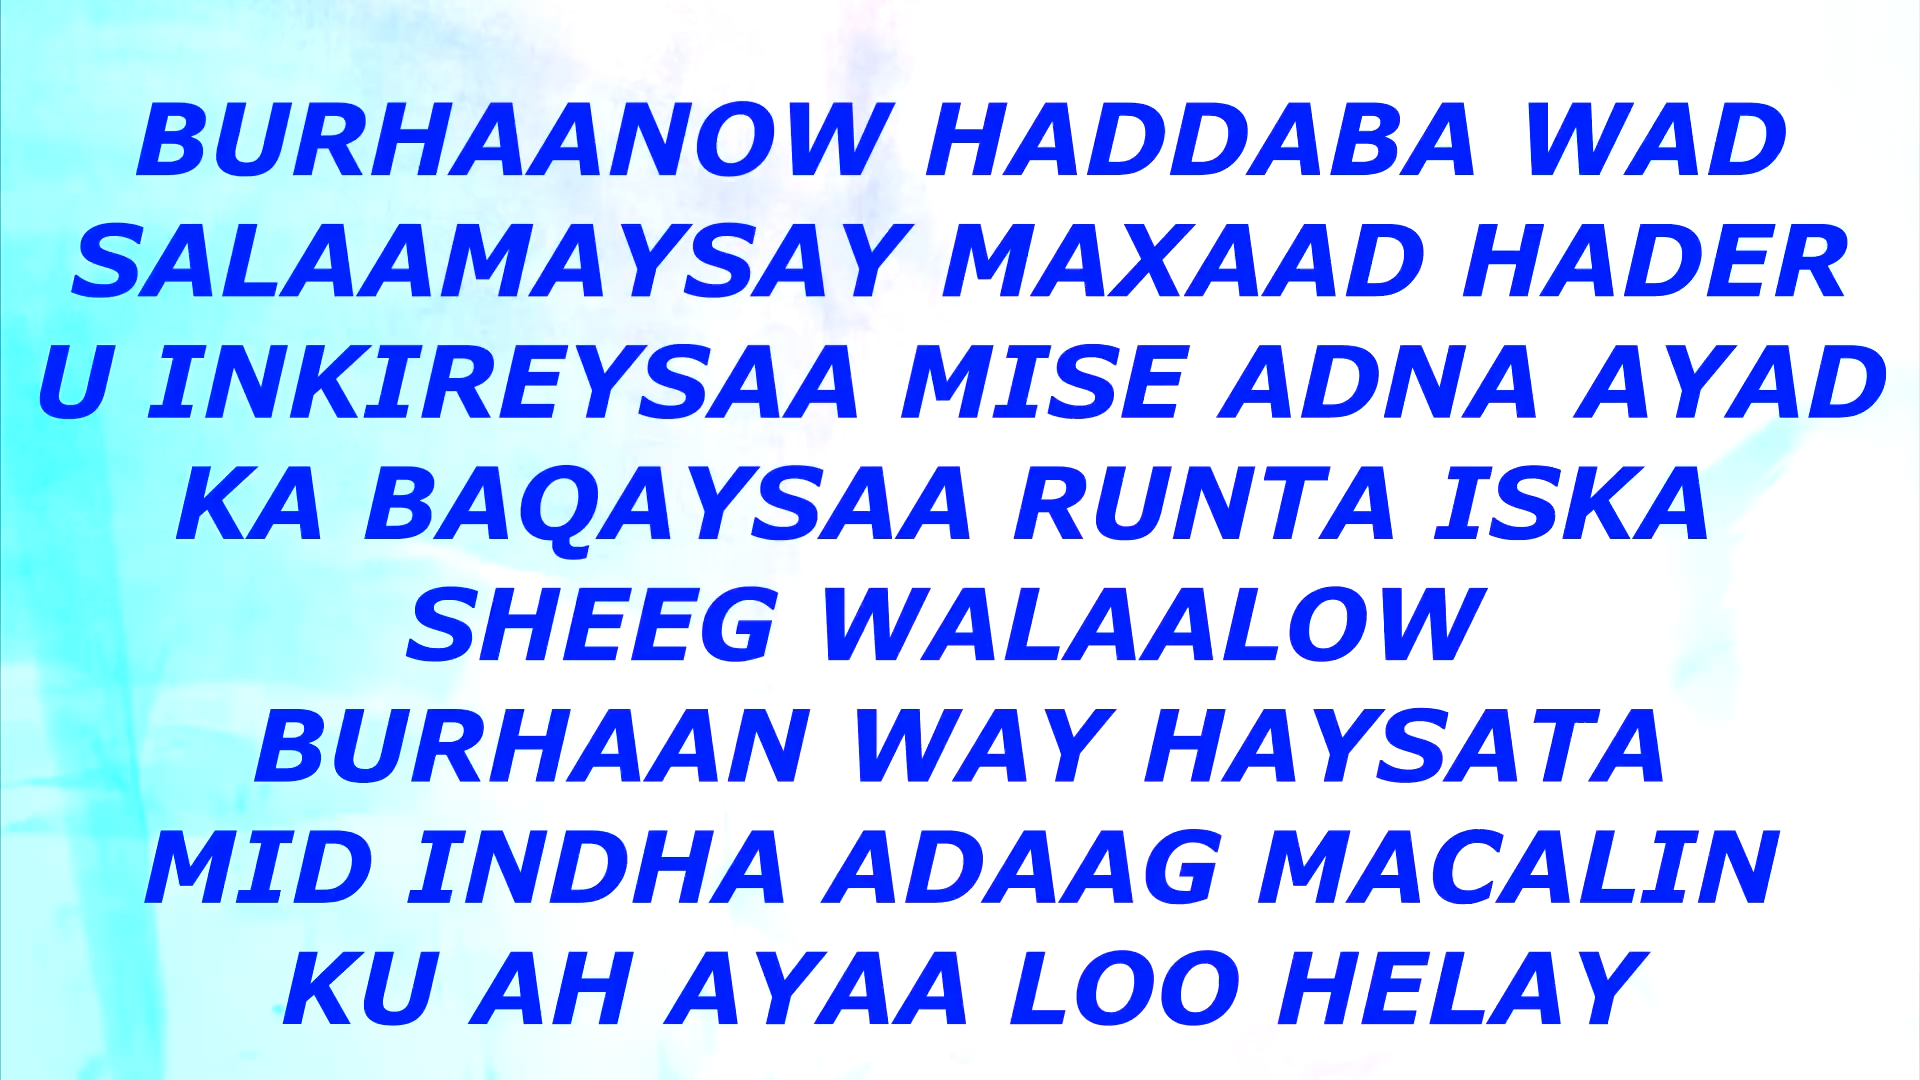 BURHAANOW HADDABA WAD
SALAAMAYSAY MAXAAD HADER
U INKIREYSAA MISE ADNA AYAD
KA BAQAYSAA RUNTA ISKA
SHEEG WALAALOW
BURHAAN WAY HAYSATA
MID INDHA ADAAG MACALIN
KU AH AYAA LOO HELAY